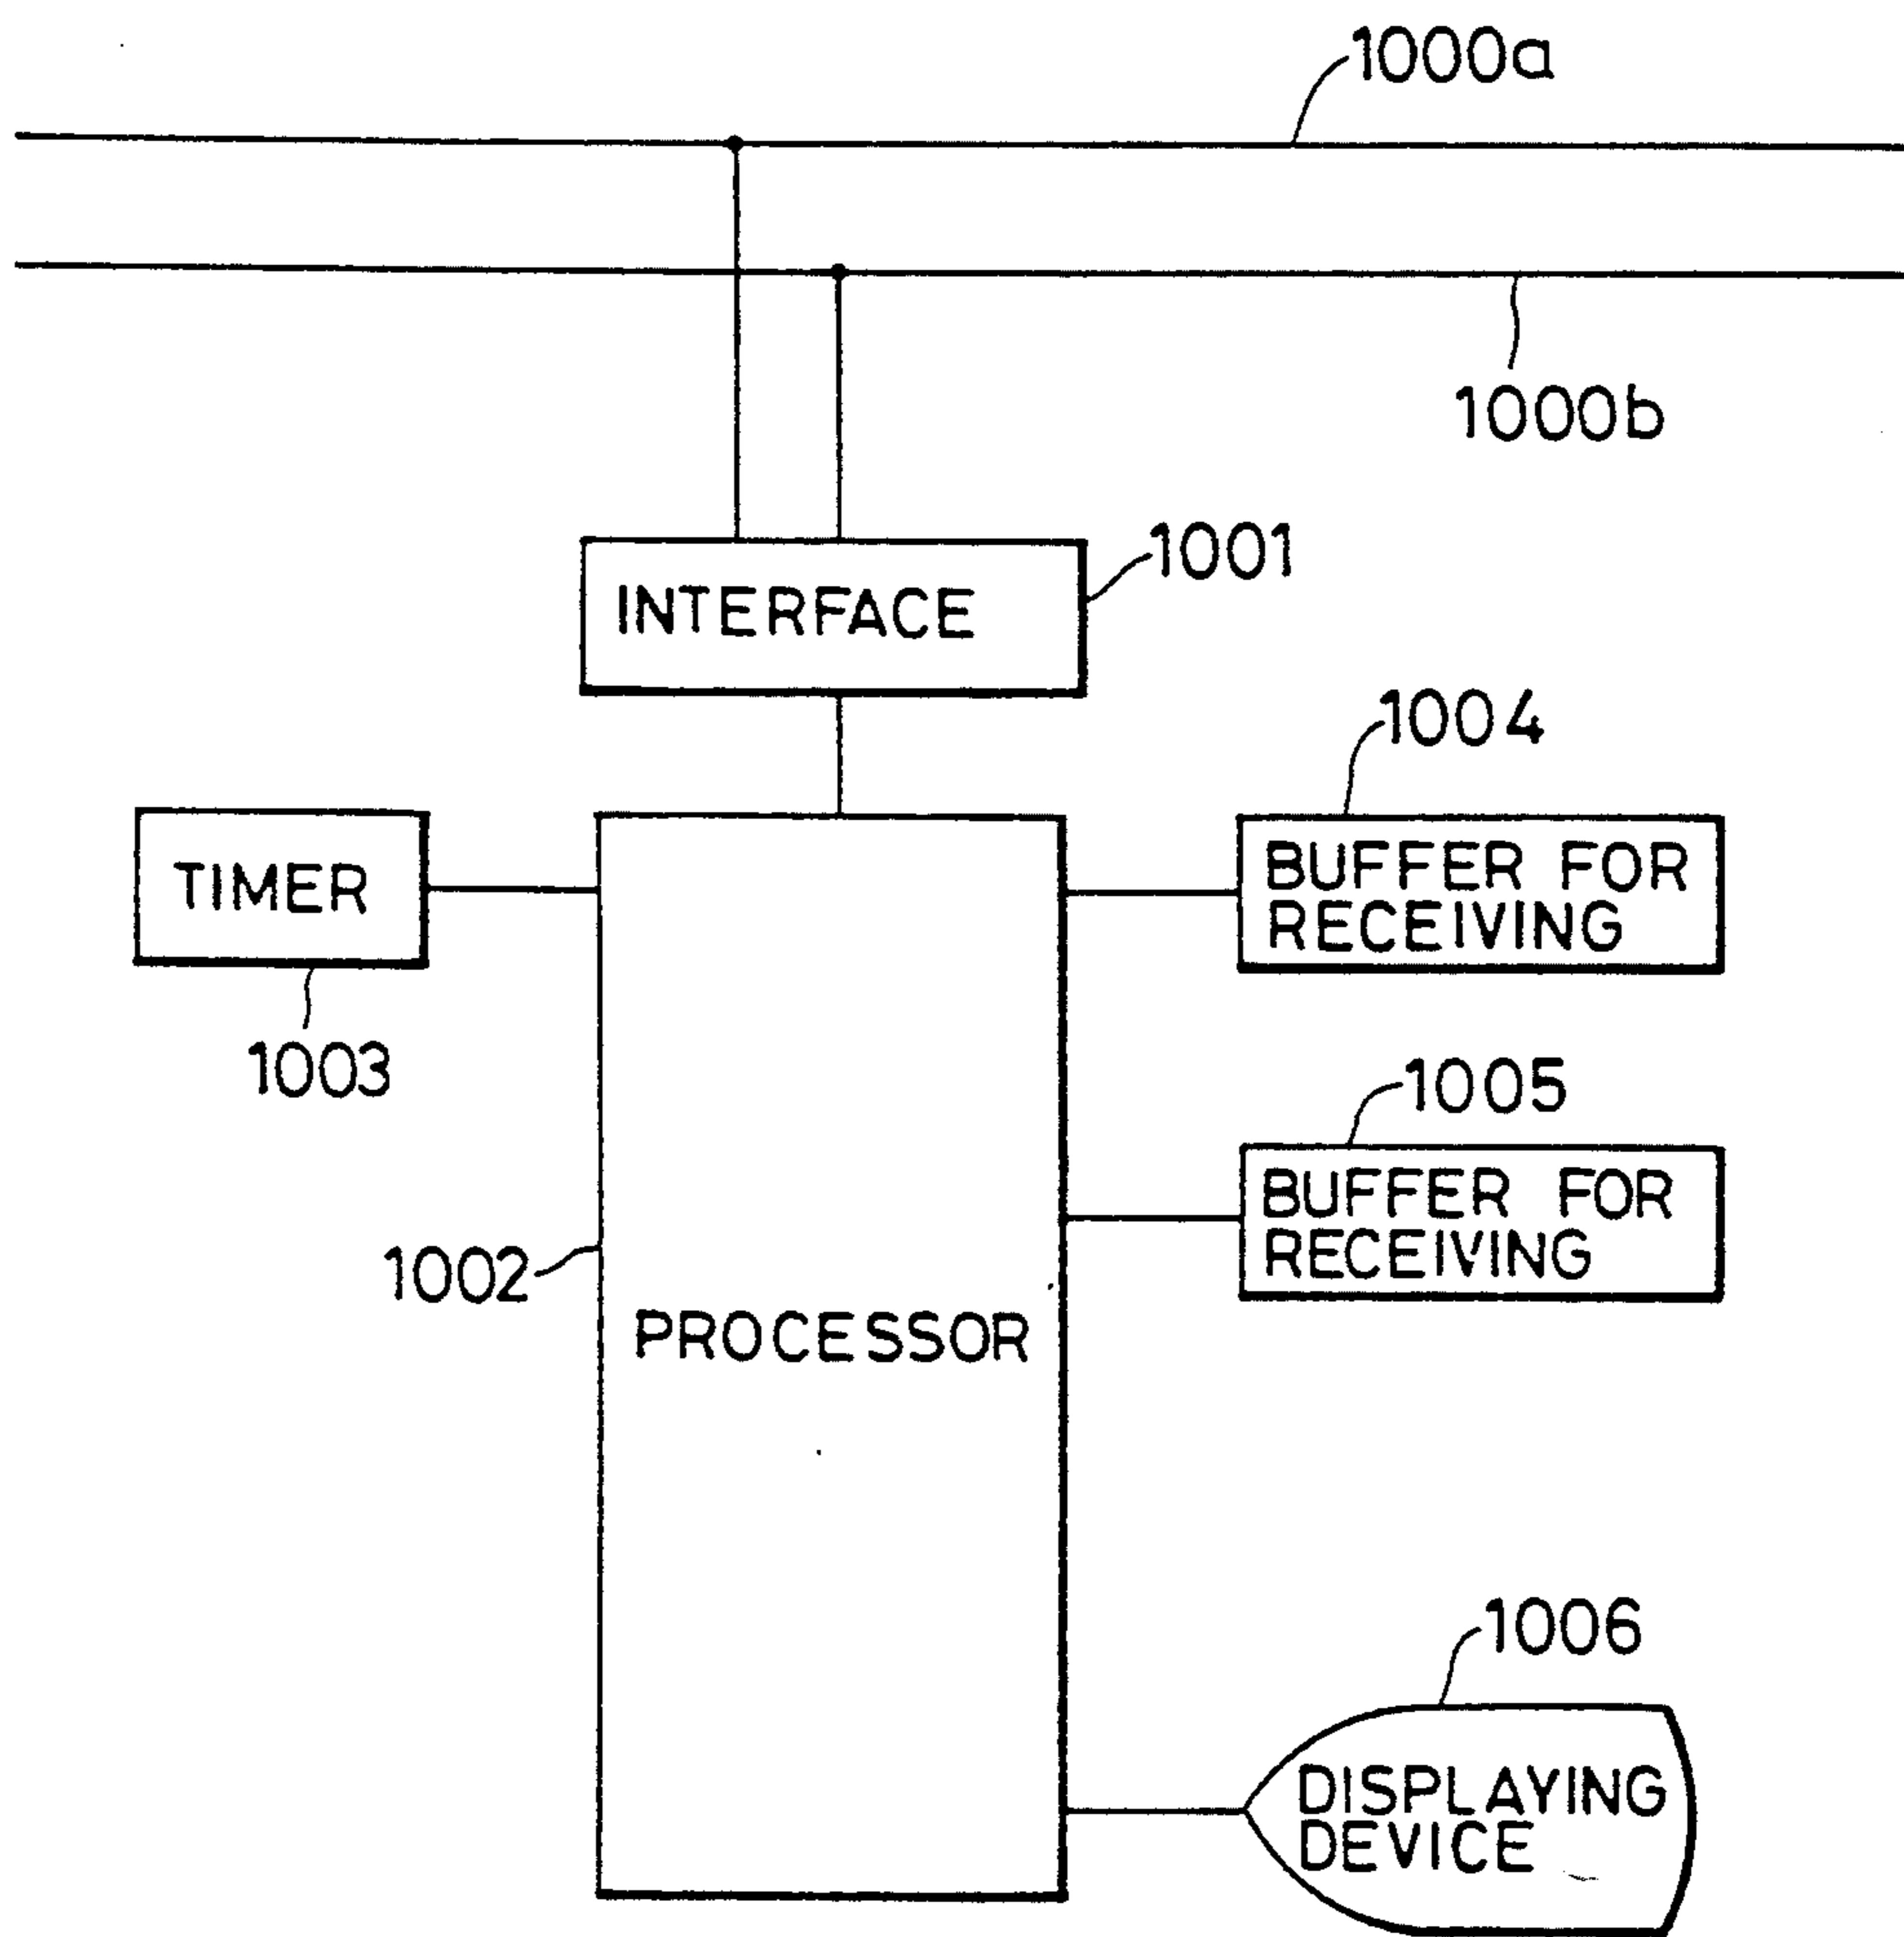 1000a
1000b
1001
INTERFACE
1004
TIMER
BUFFER FOR
RECEIVING
1003
1005
BUFFER FOR
RECEIVING
1002
PROCESSOR
1006
DISPLAYING
DEVICE